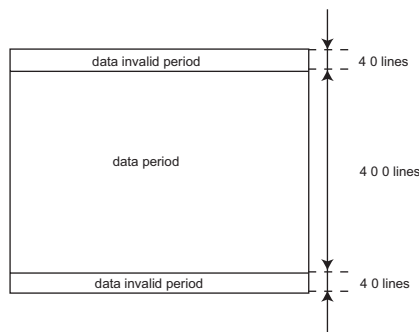 data invalid period
4 0 lines
data period
4 0 0 lines
data invalid period
4 0 lines